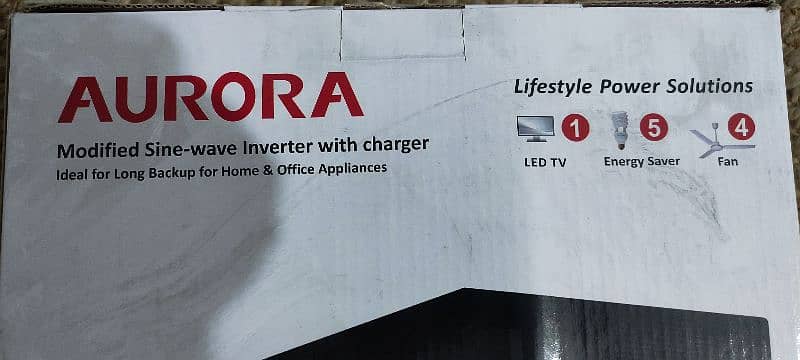 AURORA
Modified Sine-wave Inverter with charger
Ideal for Long Backup for Home & Office Appliances
Lifestyle Power Solutions
1 5 4
LED TV Energy Saver Fan